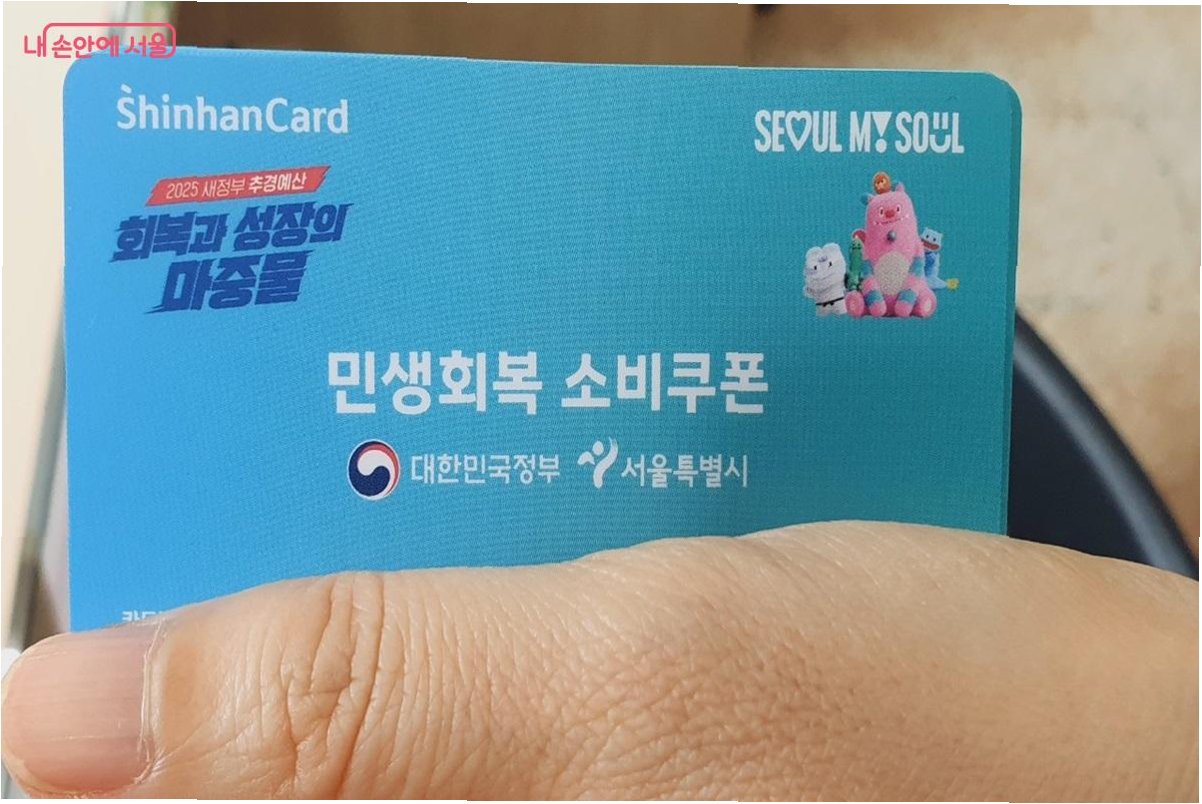 내 손안에 서울
ShinhanCard
SEOUL MY SOUL
2025 새정부 추경예산
회복과 성장의
마중물
민생회복 소비쿠폰
대한민국정부 서울특별시